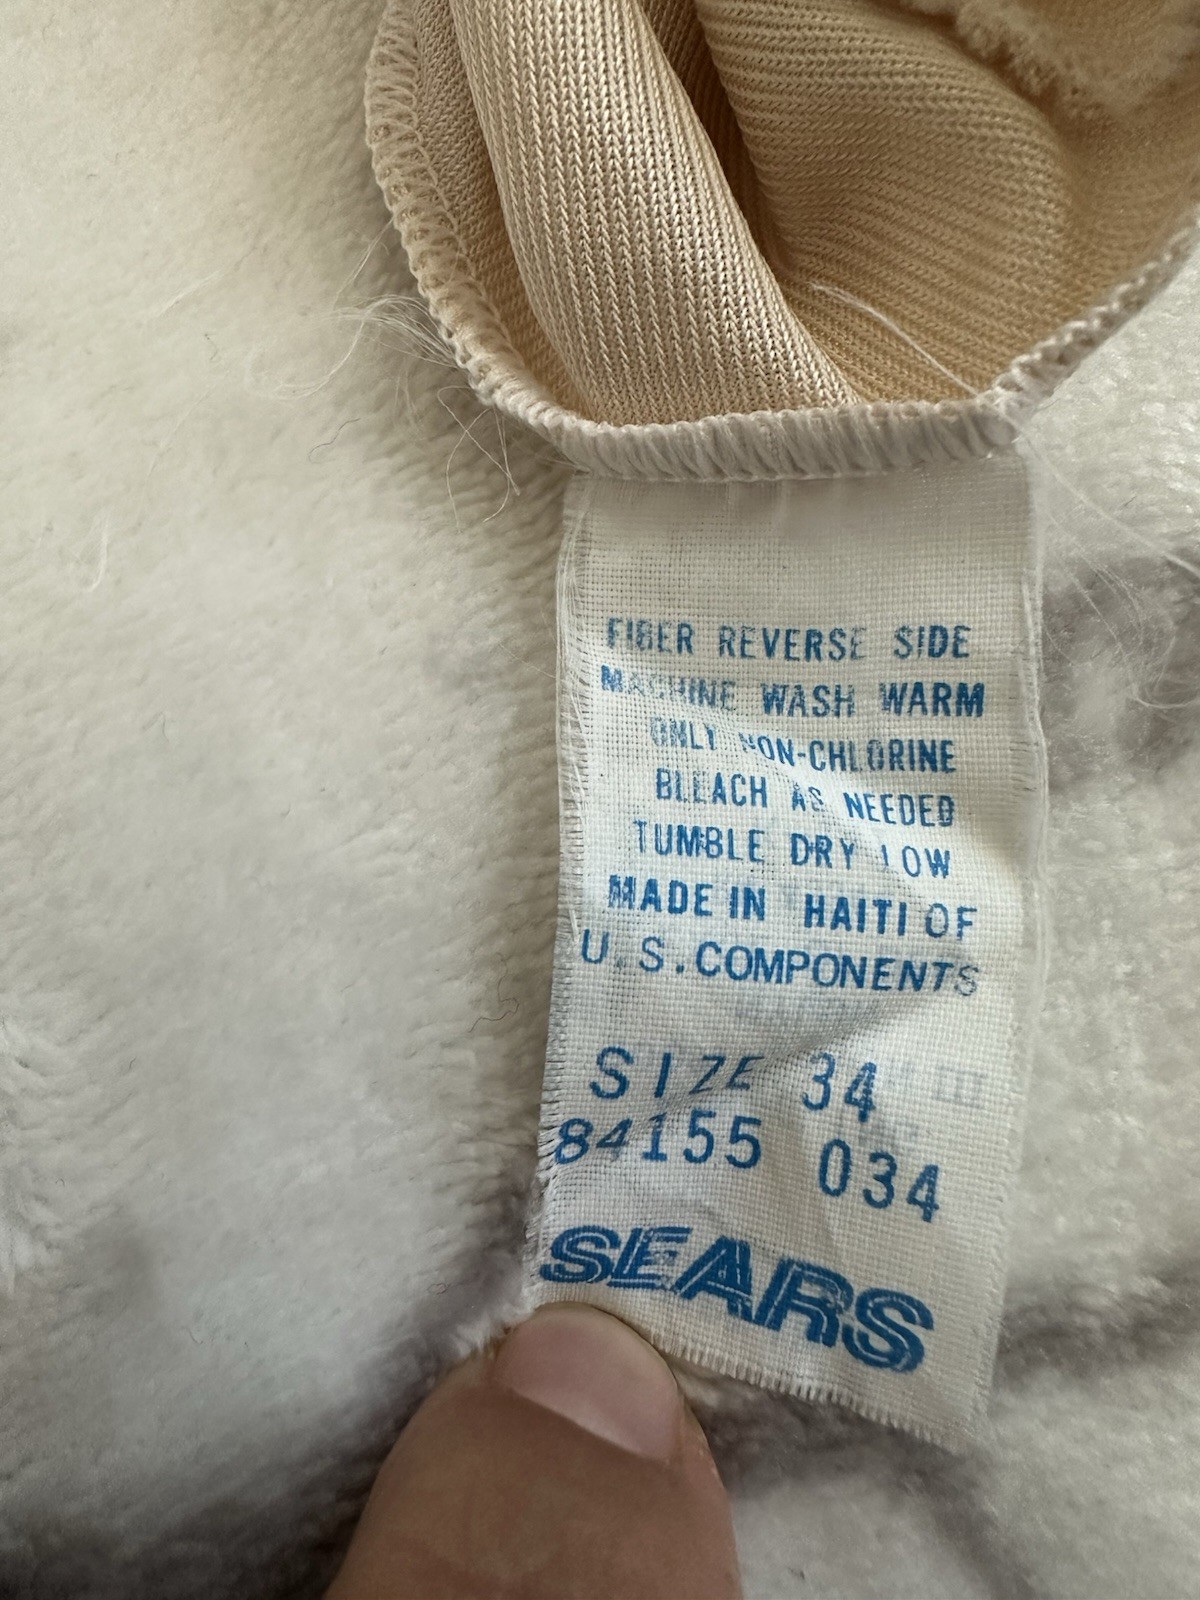 FIBER REVERSE SIDE
MACHINE WASH WARM
ONLY NON-CHLORINE
BLEACH AS NEEDED
TUMBLE DRY LOW
MADE IN HAITI OF
U.S.COMPONENTS
SIZE 34
84155 034
SEARS